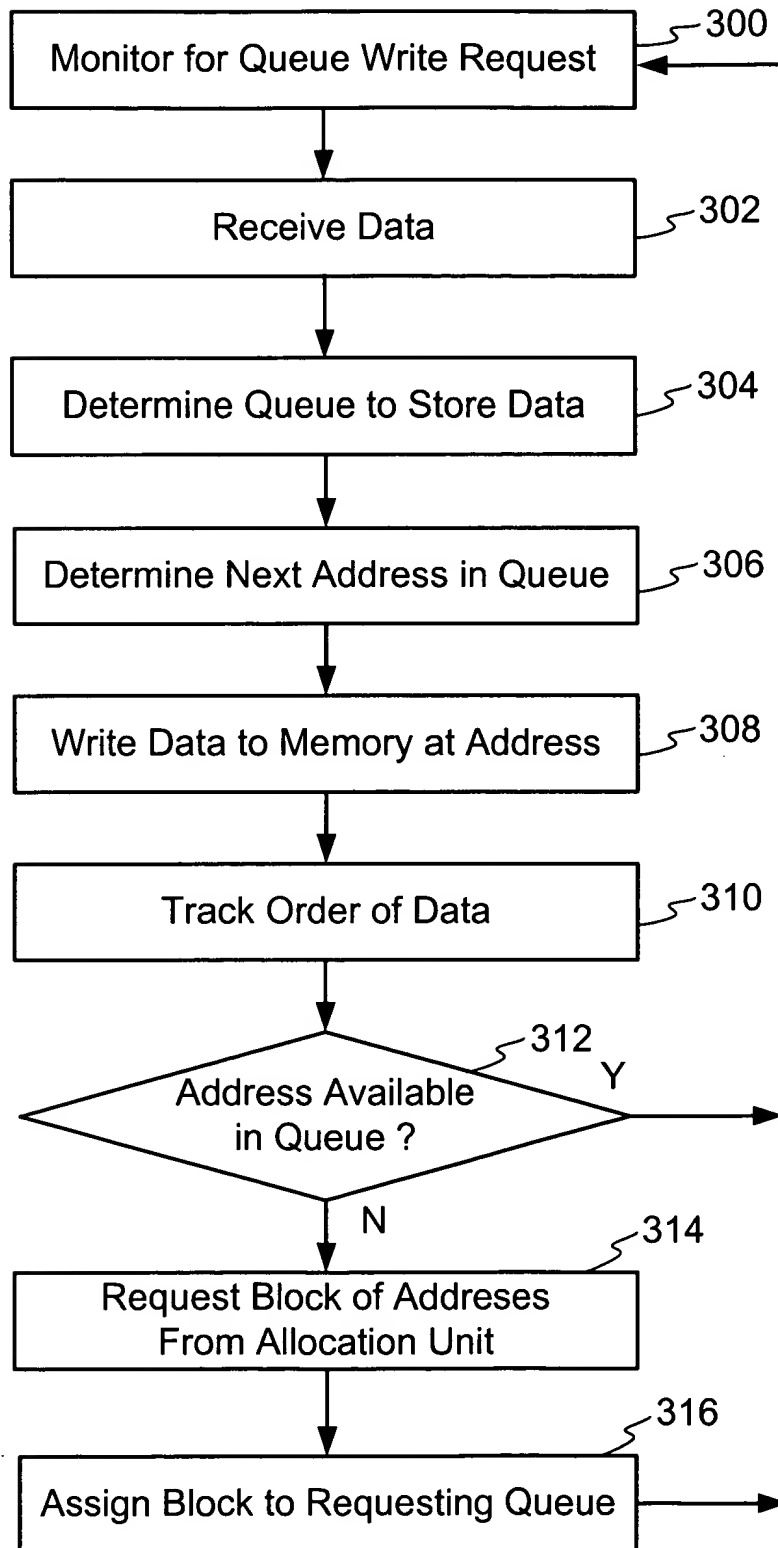 300
Monitor for Queue Write Request
302
Receive Data
304
Determine Queue to Store Data
306
Determine Next Address in Queue
308
Write Data to Memory at Address
310
Track Order of Data
312
Address Available
in Queue ?
Y
N
314
Request Block of Addreses
From Allocation Unit
316
Assign Block to Requesting Queue